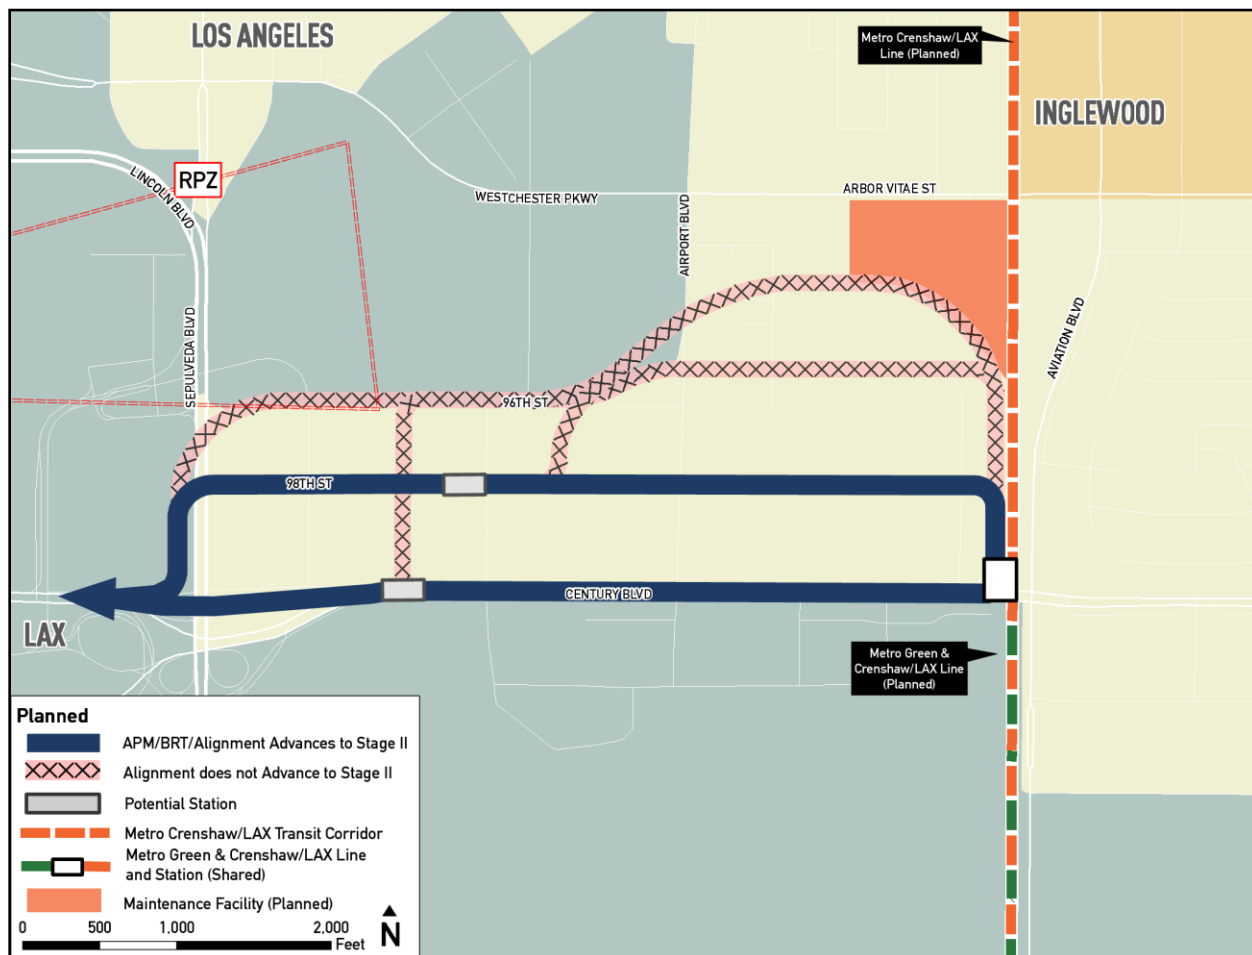 LOS ANGELES
Metro Crenshaw/LAX
Line (Planned)
INGLEWOOD
RPZ
LINCOLN BLVD
WESTCHESTER PKWY
ARBOR VITAE ST
AIRPORT BLVD
SEPULVEDA BLVD
AVIATION BLVD
96TH ST
98TH ST
CENTURY BLVD
LAX
Metro Green &
Crenshaw/LAX Line
(Planned)
Planned
APM/BRT/Alignment Advances to Stage II
Alignment does not Advance to Stage II
Potential Station
Metro Crenshaw/LAX Transit Corridor
Metro Green & Crenshaw/LAX Line
and Station (Shared)
Maintenance Facility (Planned)
0 500 1,000 2,000
Feet
N